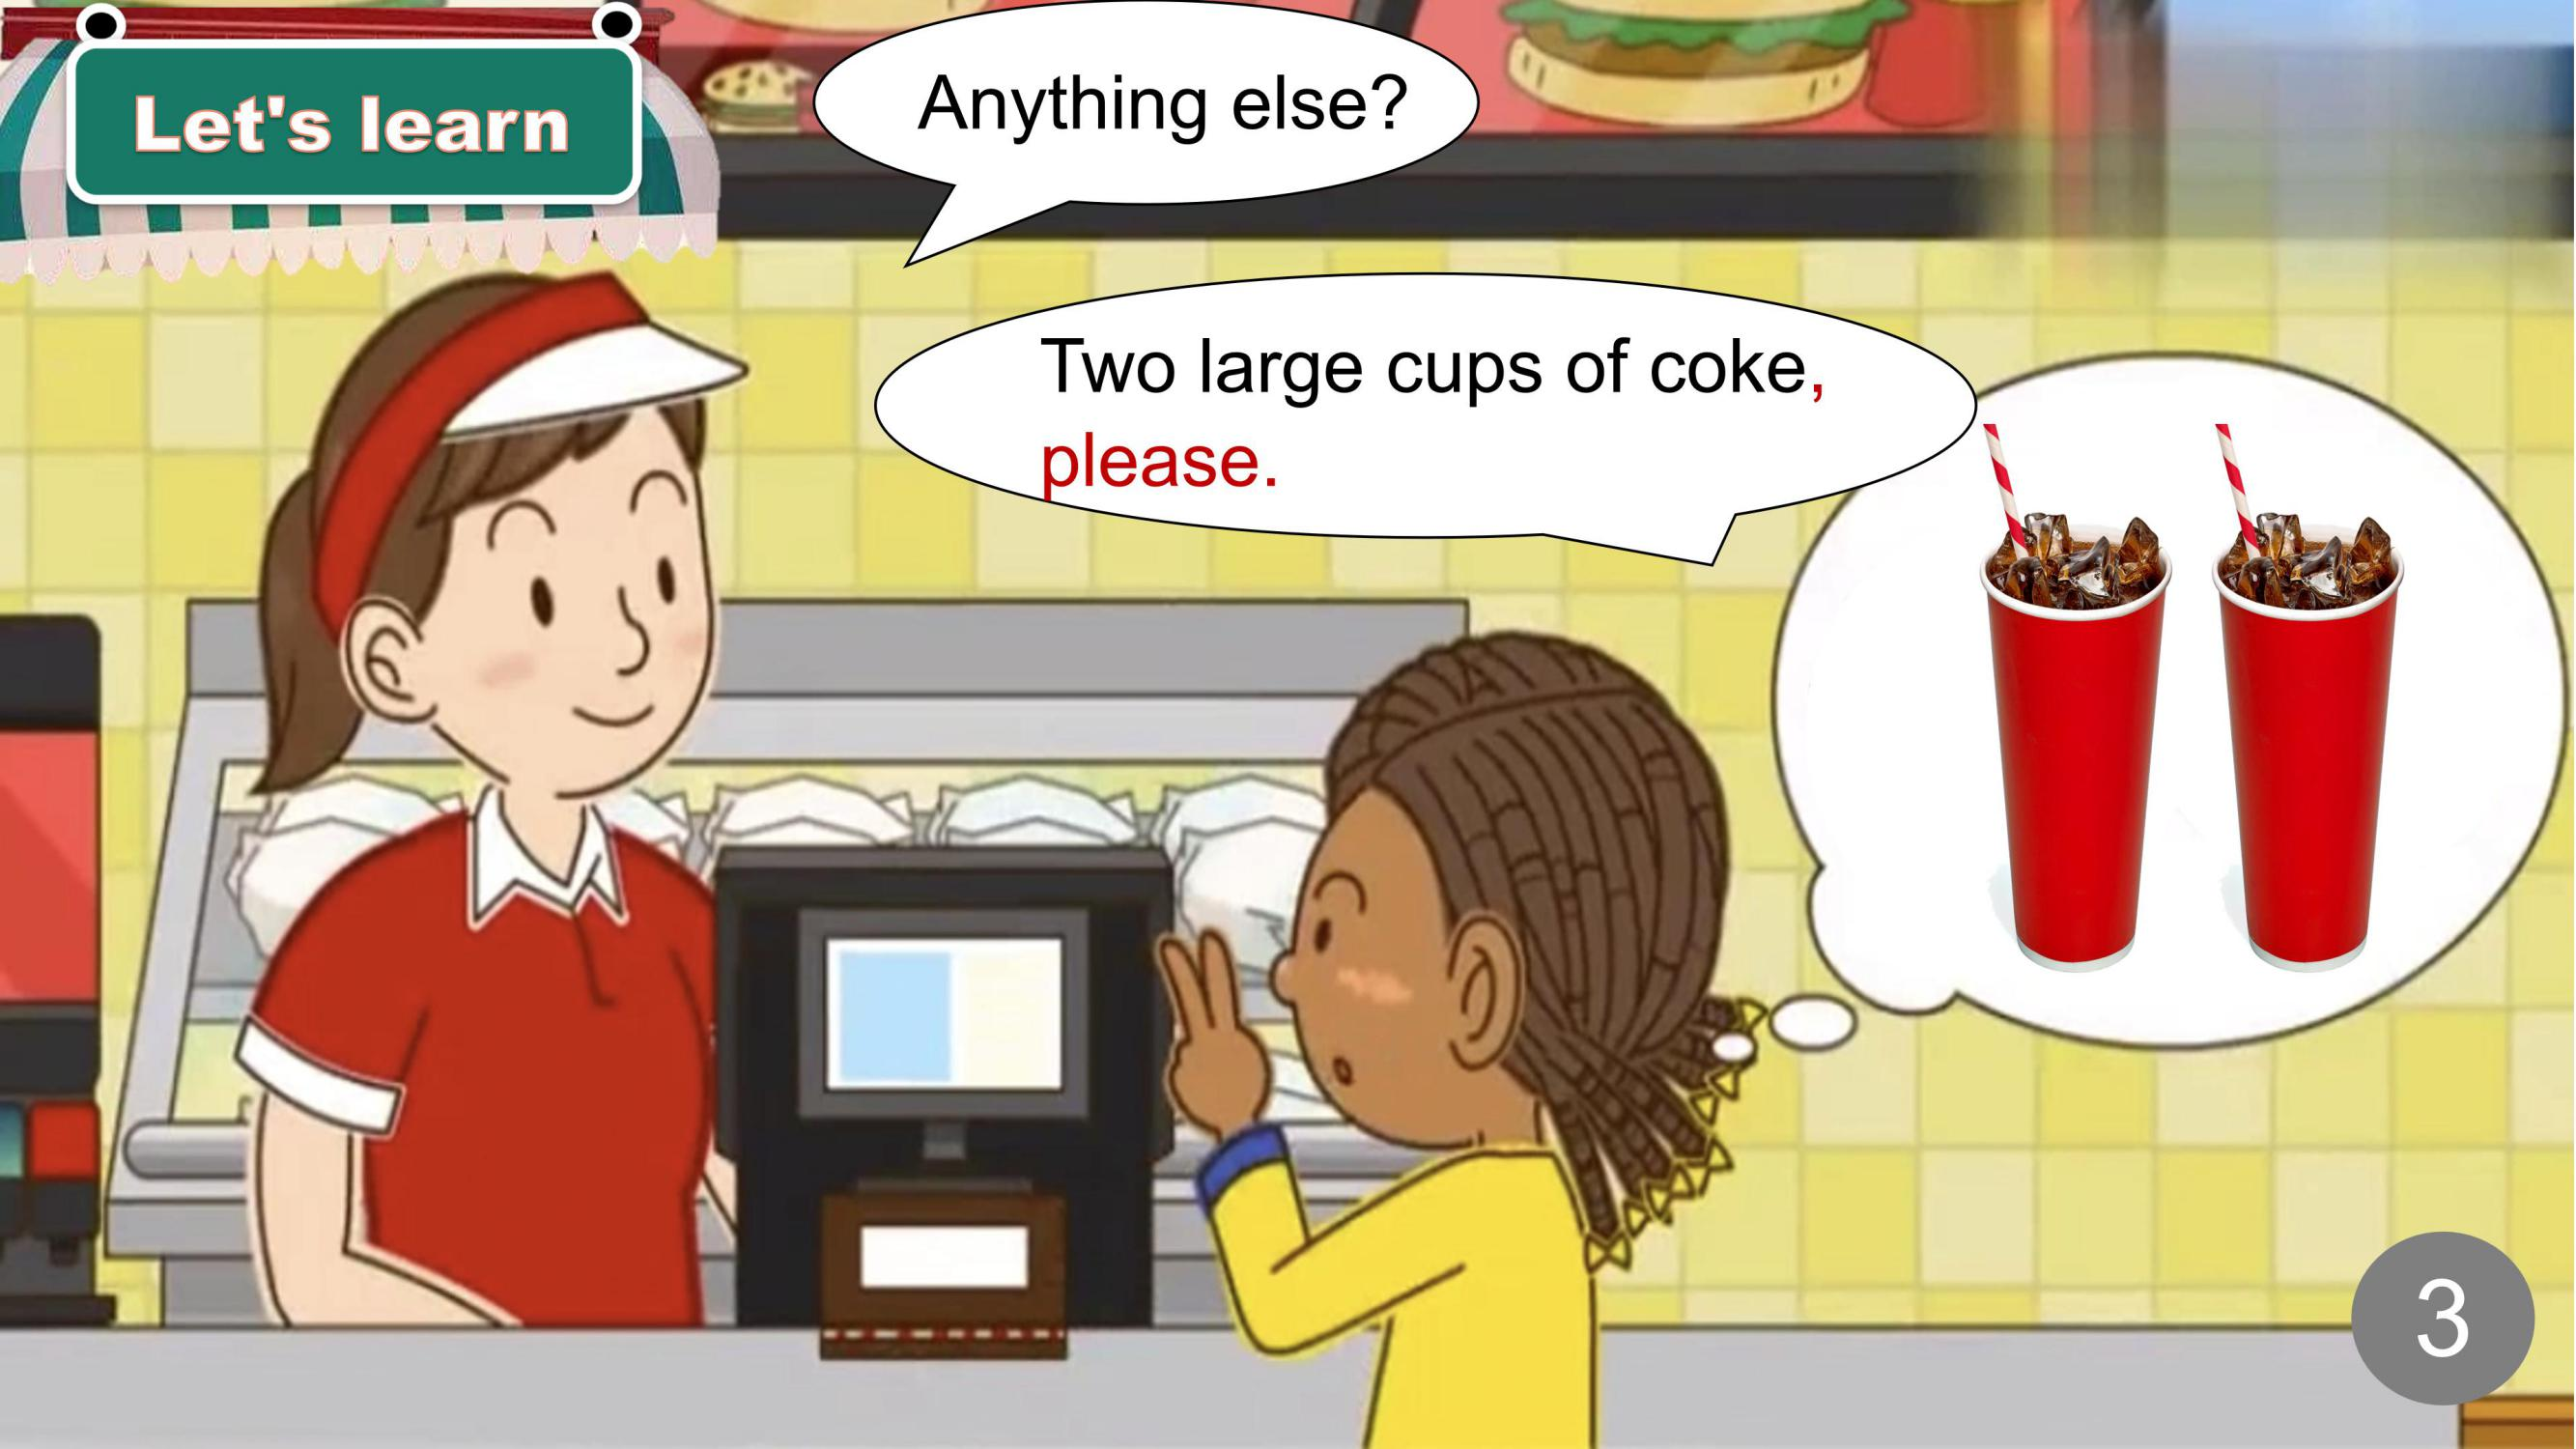 Let's learn
Anything else?
Two large cups of coke,
please.
3